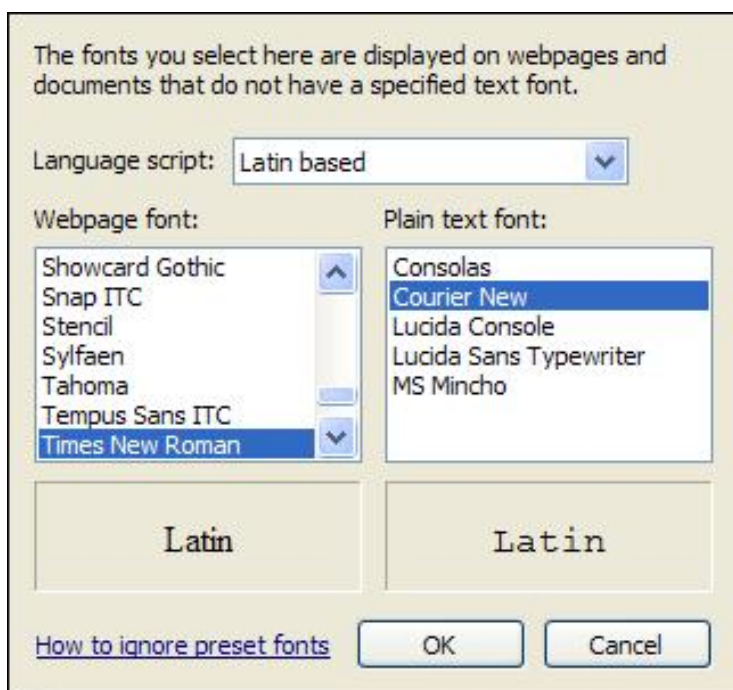 The fonts you select here are displayed on webpages and
documents that do not have a specified text font.
Language script: Latin based
Webpage font:
Showcard Gothic
Snap ITC
Stencil
Sylfaen
Tahoma
Tempus Sans ITC
Times New Roman
Latin
Plain text font:
Consolas
Courier New
Lucida Console
Lucida Sans Typewriter
MS Mincho
Latin
How to ignore preset fonts
OK
Cancel